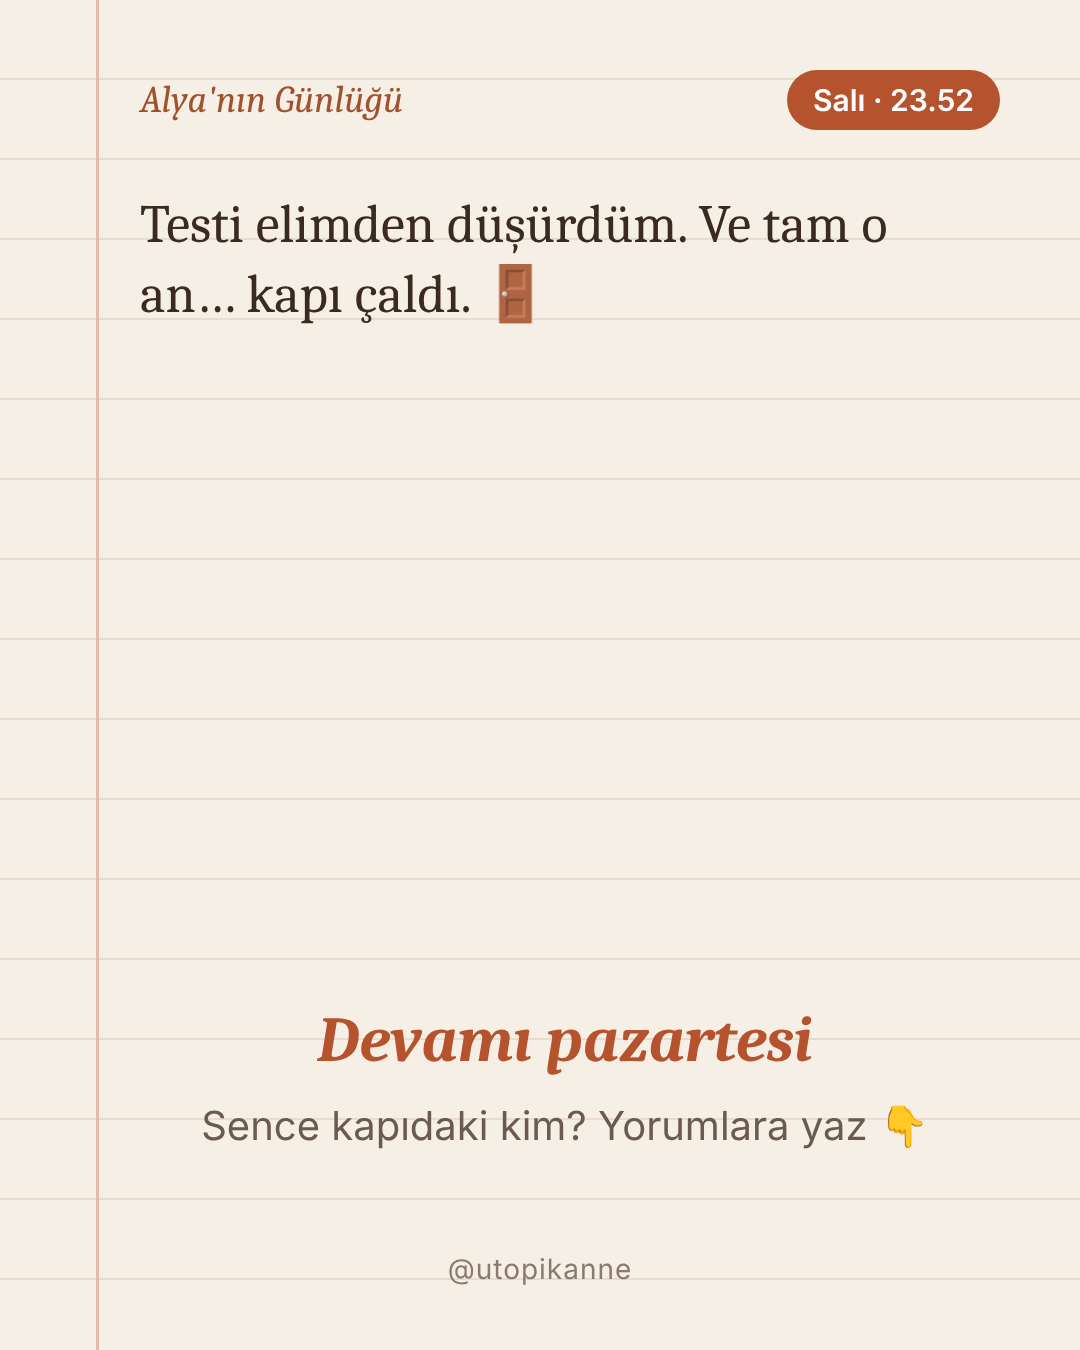 Alya'nın Günlüğü
Salı · 23.52
Testi elimden düşürdüm. Ve tam o
an... kapı çaldı. 🚪
Devamı pazartesi
Sence kapıdaki kim? Yorumlara yaz 👇
@utopikanne